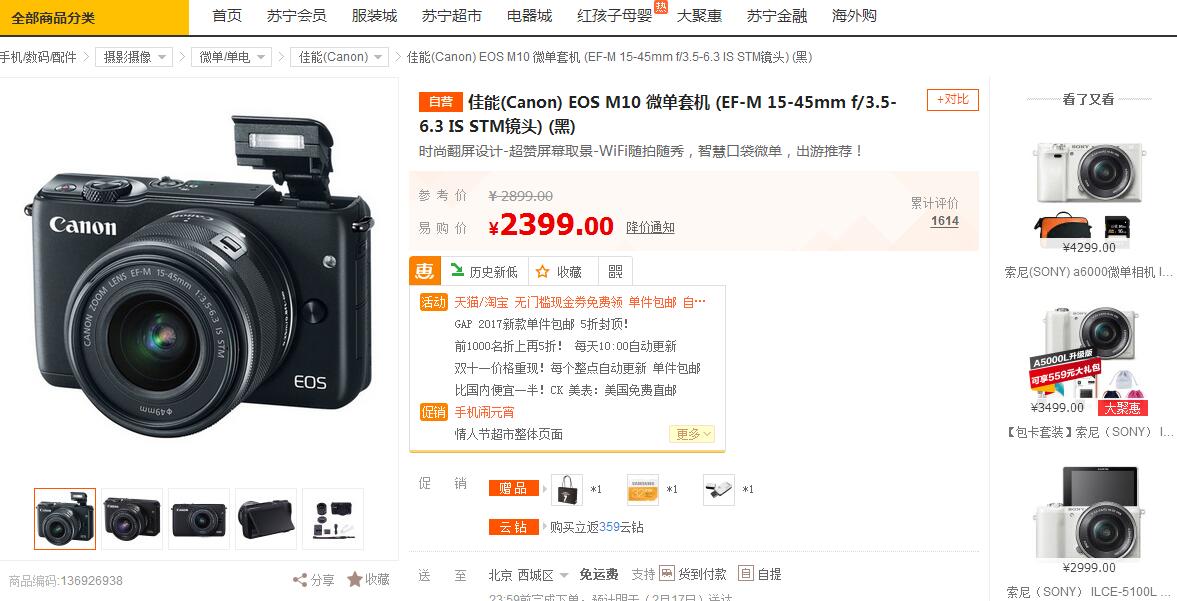 全部商品分类
首页 苏宁会员 服装城 苏宁超市 电器城 红孩子母婴 热 大聚惠 苏宁金融 海外购
手机/数码/配件 摄影摄像 微单/单电 佳能(Canon) 佳能(Canon) EOS M10 微单套机 (EF-M 15-45mm f/3.5-6.3 IS STM镜头) (黑)
自营 佳能(Canon) EOS M10 微单套机 (EF-M 15-45mm f/3.5-
6.3 IS STM镜头) (黑)
+对比
时尚翻屏设计-超赞屏幕取景-WiFi随拍随秀，智慧口袋微单，出游推荐！
参考价 ¥2899.00
易购价 ¥2399.00 降价通知
累计评价
1614
惠 历史新低 收藏
活动 天猫/淘宝 无门槛现金券免费领 单件包邮 自…
GAP 2017新款单件包邮 5折封顶！
前1000名折上再5折！ 每天10:00自动更新
双十一价格重现！每个整点自动更新 单件包邮
比国内便宜一半！CK 美表：美国免费直邮
促销 手机闹元宵
情人节超市整体页面 更多
促销 赠品 *1 *1 *1
云钻 购买立返359云钻
送至 北京 西城区 免运费 支持 货到付款 自 自提
23:59前完成下单，预计明天（2月17日）送达
Canon
Canon
CANON ZOOM LENS EF-M 15-45mm 1:3.5-6.3 IS STM
φ49mm
EOS
商品编码:136926938 分享 收藏
看了又看
SONY
¥4299.00
索尼(SONY) a6000微单相机 I...
A5000L升级版
可享559元大礼包
¥3499.00 大聚惠
【包卡套装】索尼（SONY） I...
¥2999.00
索尼（SONY） ILCE-5100L ...